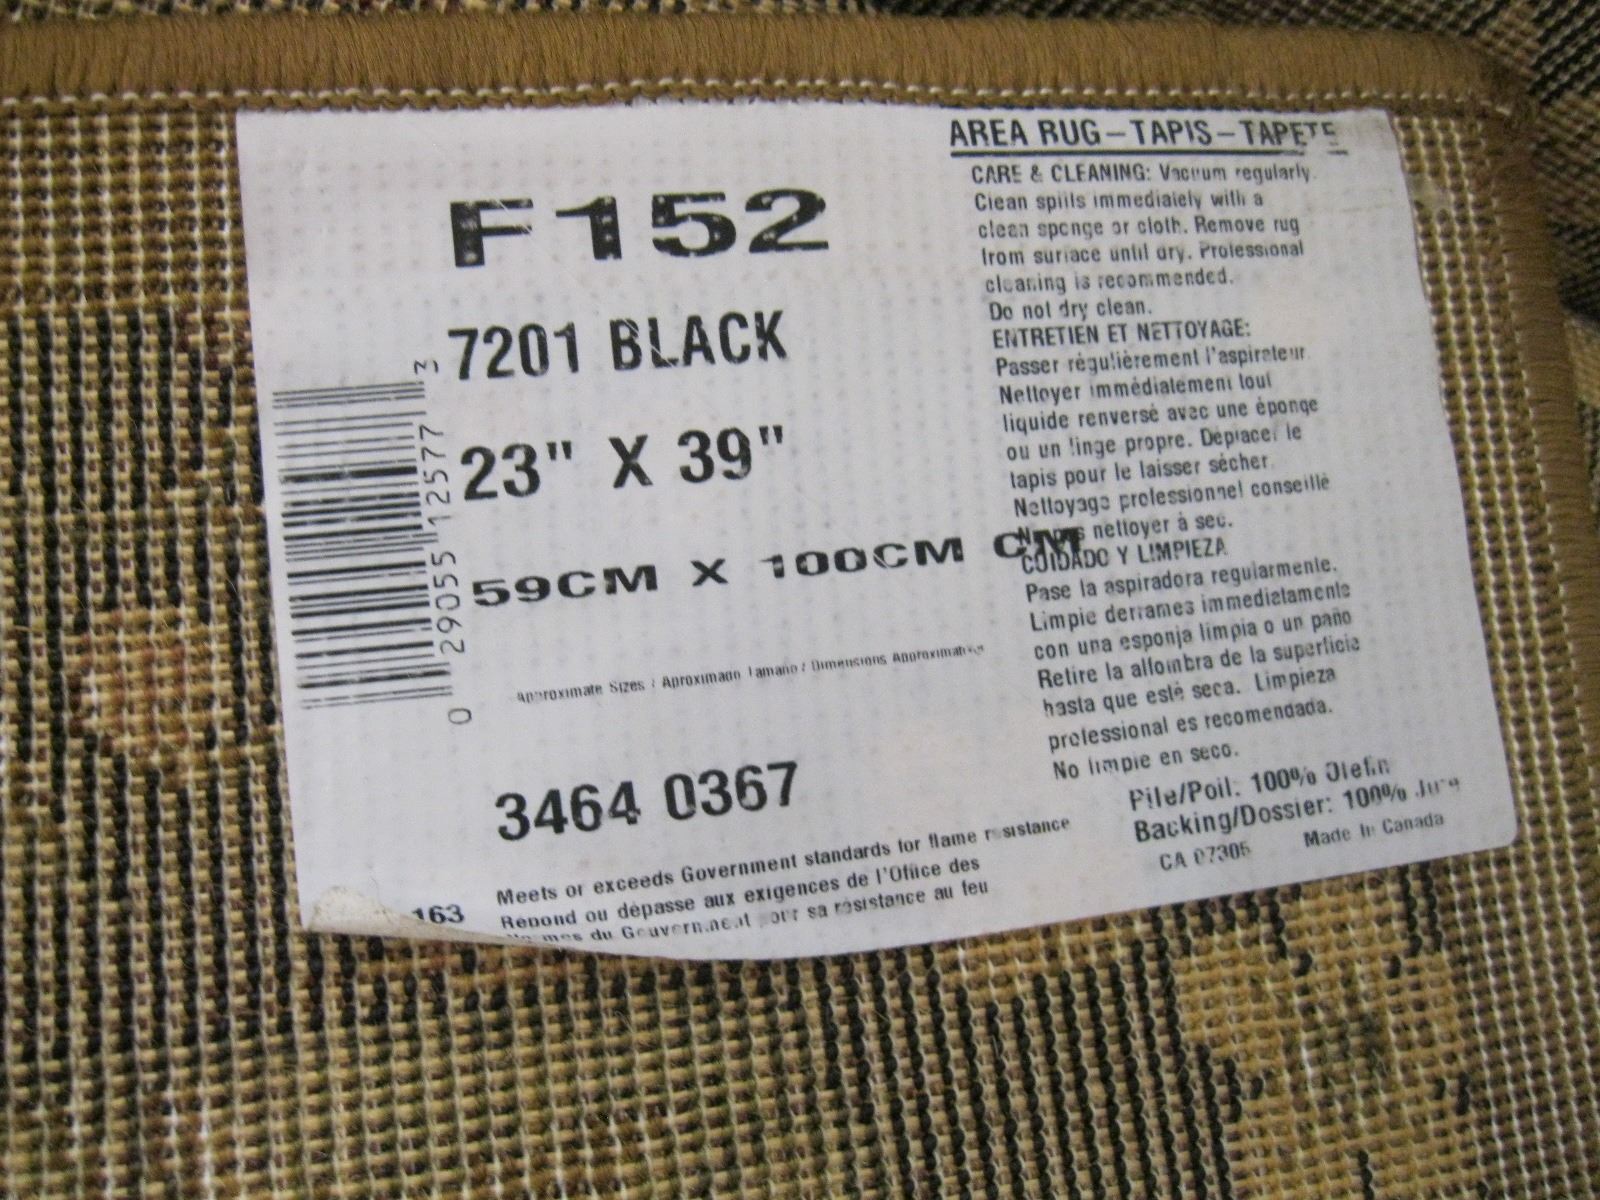 F152
7201 BLACK
23" X 39"
59CM X 100CM CM
Approximate Sizes / Aproximado Tamaño / Dimensions Approximatives
3464 0367
Meets or exceeds Government standards for flame resistance
Répond ou dépasse aux exigences de l'Office des
du Gouvernement pour sa résistance au feu
163
0 29055 12577 3
AREA RUG – TAPIS – TAPETE
CARE & CLEANING: Vacuum regularly.
Clean spills immediately with a
clean sponge or cloth. Remove rug
from surface until dry. Professional
cleaning is recommended.
Do not dry clean.
ENTRETIEN ET NETTOYAGE:
Passer régulièrement l'aspirateur.
Nettoyer immédiatement tout
liquide renversé avec une éponge
ou un linge propre. Déplacer le
tapis pour le laisser sécher.
Nettoyage professionnel conseillé
nettoyer à sec.
CUIDADO Y LIMPIEZA
Pase la aspiradora regularmente.
Limpie derrames immediatamente
con una esponja limpia o un paño
Retire la alfombra de la superficie
hasta que esté seca. Limpieza
professional es recomendada.
No limpie en seco.
Pile/Poil: 100% Olefin
Backing/Dossier: 100% Jute
CA 07305 Made In Canada